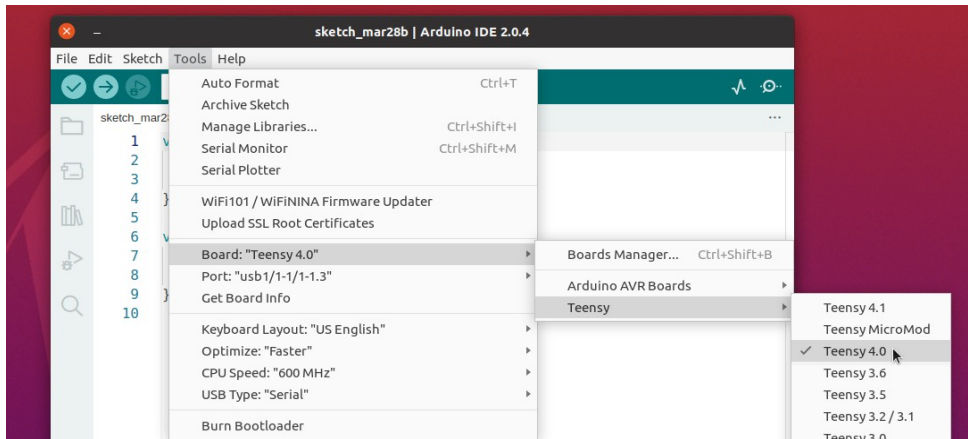 sketch_mar28b | Arduino IDE 2.0.4
File Edit Sketch Tools Help
sketch_mar2
1
2
3
4 }
5
6
7
8
9 }
10
Auto Format Ctrl+T
Archive Sketch
Manage Libraries... Ctrl+Shift+I
Serial Monitor Ctrl+Shift+M
Serial Plotter
WiFi101 / WiFiNINA Firmware Updater
Upload SSL Root Certificates
Board: "Teensy 4.0"
Port: "usb1/1-1/1-1.3"
Get Board Info
Keyboard Layout: "US English"
Optimize: "Faster"
CPU Speed: "600 MHz"
USB Type: "Serial"
Burn Bootloader
Boards Manager... Ctrl+Shift+B
Arduino AVR Boards
Teensy
Teensy 4.1
Teensy MicroMod
Teensy 4.0
Teensy 3.6
Teensy 3.5
Teensy 3.2 / 3.1
Teensy 3.0